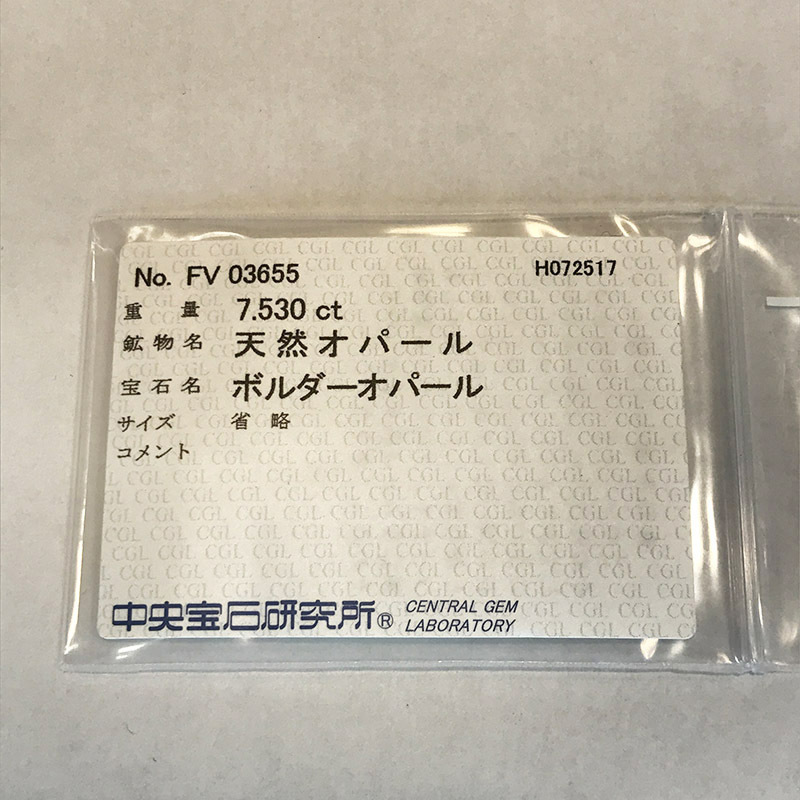 No. FV 03655 H072517
重量 7.530 ct
鉱物名 天然オパール
宝石名 ボルダーオパール
サイズ 省略
コメント
中央宝石研究所® CENTRAL GEM LABORATORY